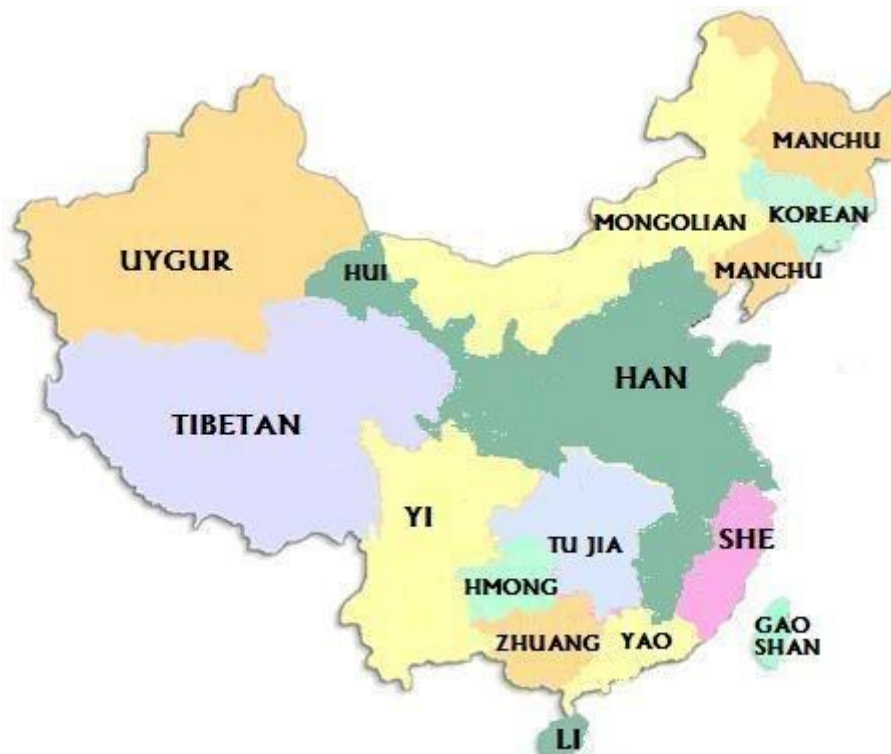 MANCHU
KOREAN
MONGOLIAN
UYGUR
HUI
MANCHU
HAN
TIBETAN
YI
TU JIA
SHE
HMONG
ZHUANG
YAO
GAO
SHAN
LI